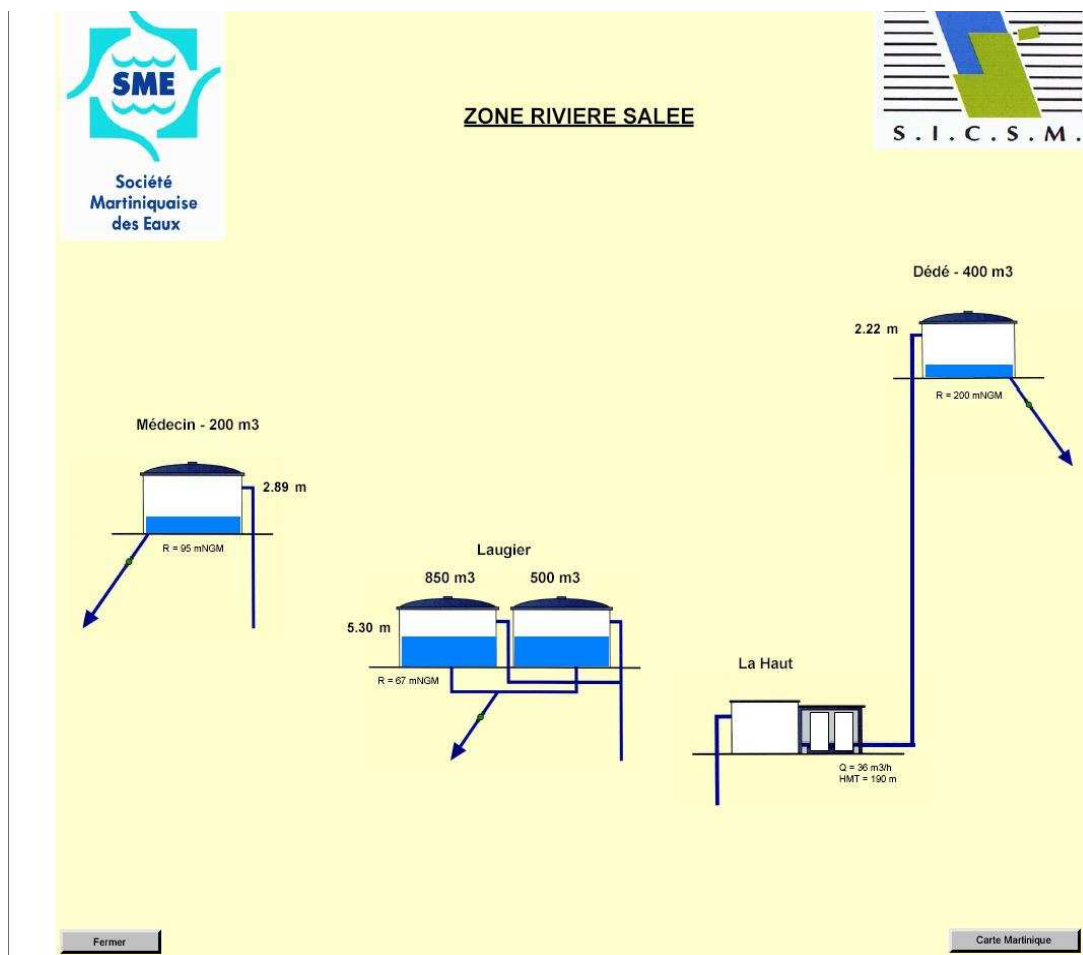 SME
Société
Martiniquaise
des Eaux
ZONE RIVIERE SALEE
S.I.C.S.M.
Dédé - 400 m3
2.22 m
R = 200 mNGM
Médecin - 200 m3
2.89 m
R = 95 mNGM
Laugier
850 m3
500 m3
5.30 m
R = 67 mNGM
La Haut
Q = 36 m3/h
HMT = 190 m
Fermer
Carte Martinique